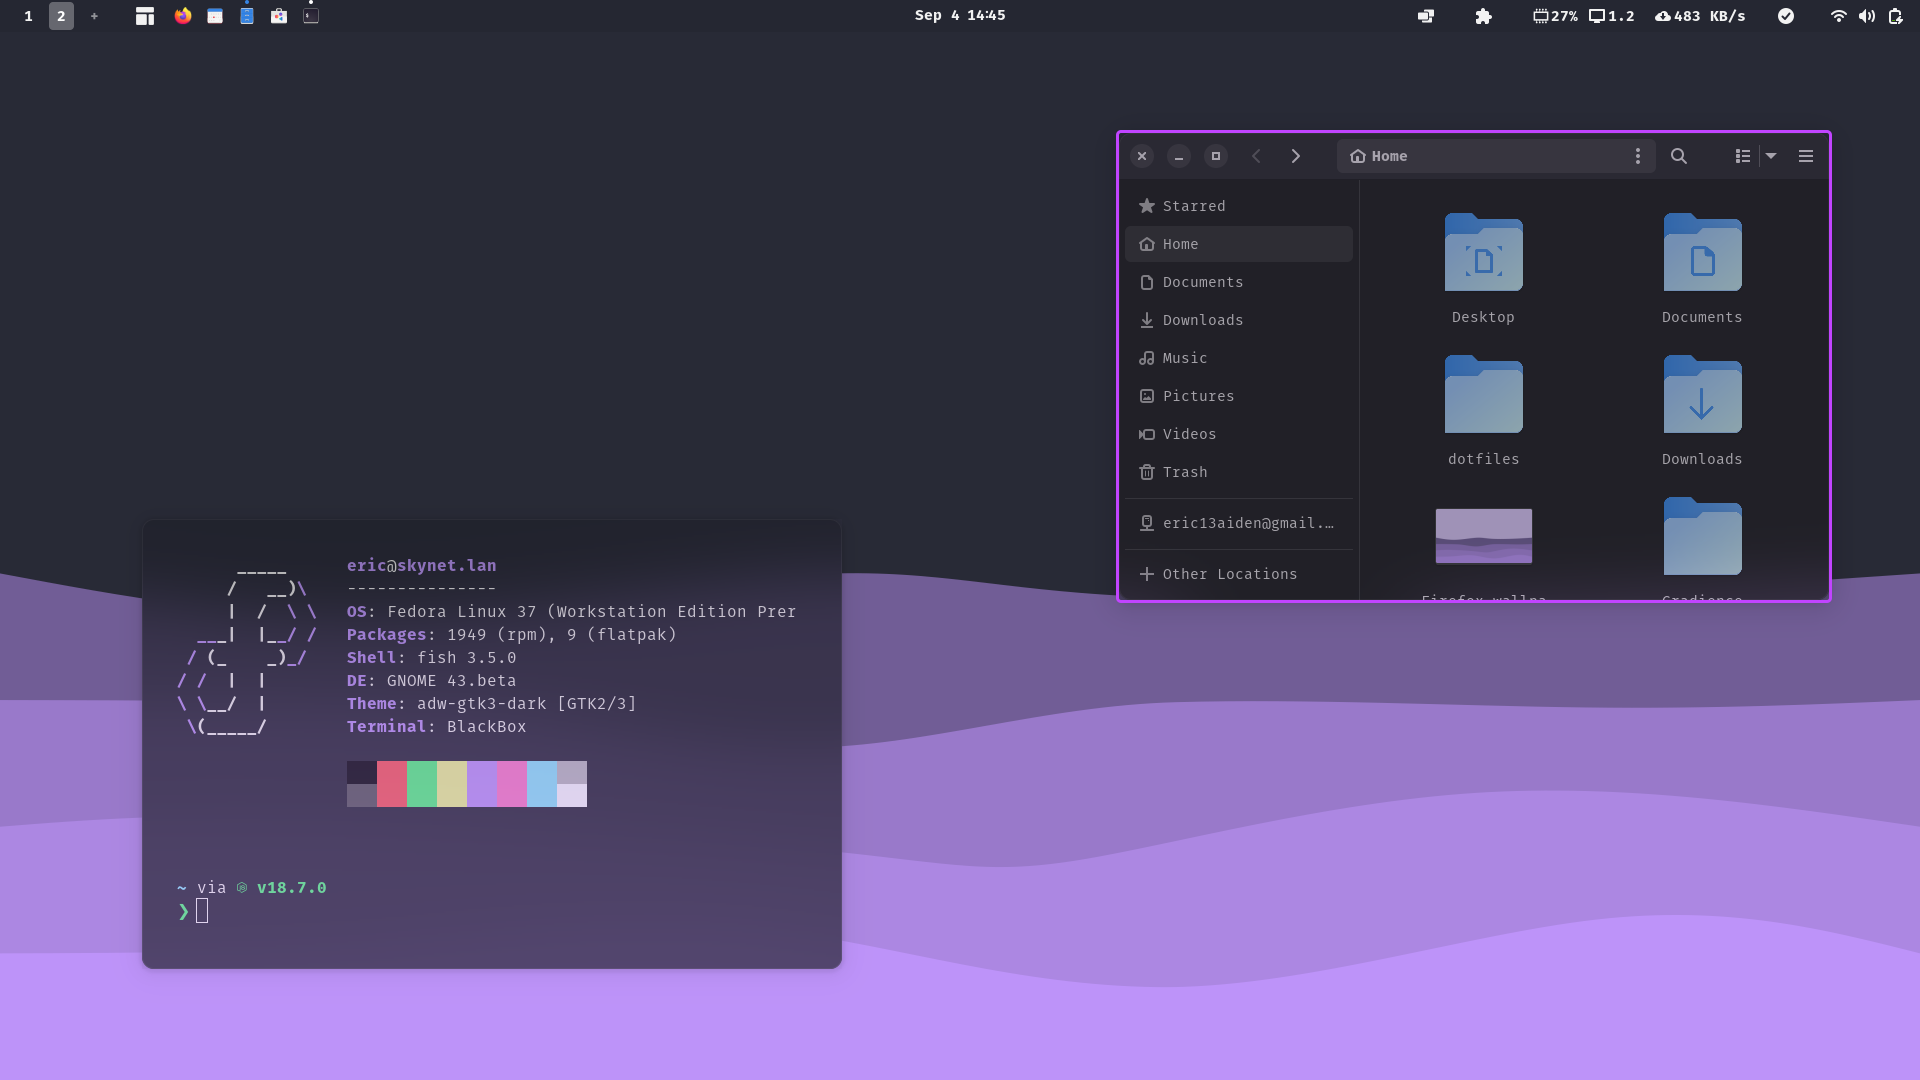 1 2 +
Sep 4 14:45
27% 1.2 483 KB/s
Home
Starred
Home
Documents
Downloads
Music
Pictures
Videos
Trash
eric13aiden@gmail.…
Other Locations
Desktop
Documents
dotfiles
Downloads
Firefox wallpa
Gradience
eric@skynet.lan
---------------
OS: Fedora Linux 37 (Workstation Edition Prer
Packages: 1949 (rpm), 9 (flatpak)
Shell: fish 3.5.0
DE: GNOME 43.beta
Theme: adw-gtk3-dark [GTK2/3]
Terminal: BlackBox
~ via v18.7.0
❯